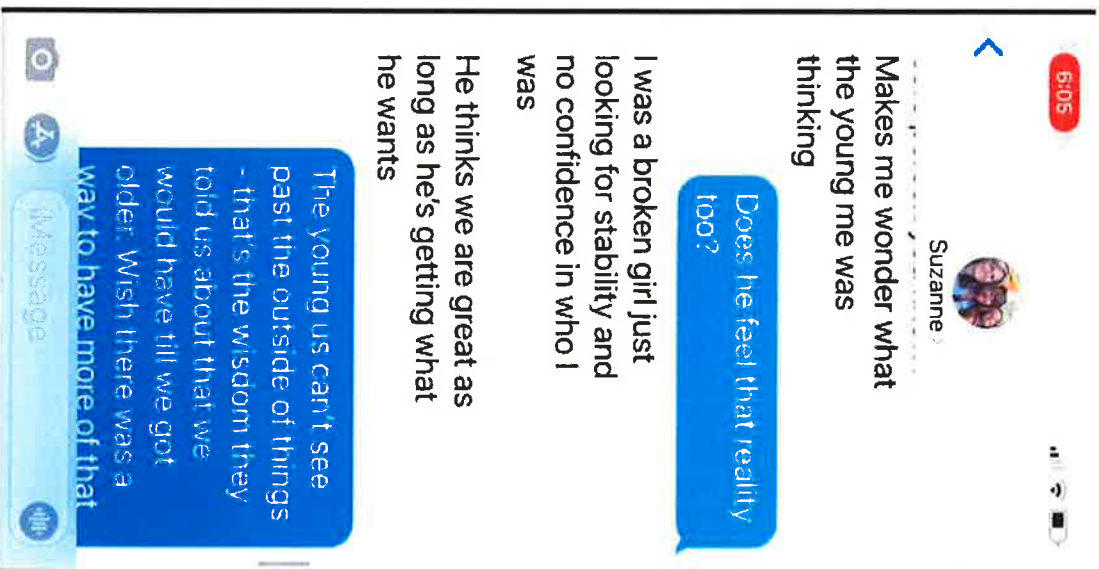 6:05
Suzanne >
Makes me wonder what
the young me was
thinking
Does he feel that reality
too?
I was a broken girl just
looking for stability and
no confidence in who I
was
He thinks we are great as
long as he's getting what
he wants
The young us can't see
past the outside of things
- that's the wisdom they
told us about that we
would have till we got
older. Wish there was a
way to have more of that
iMessage